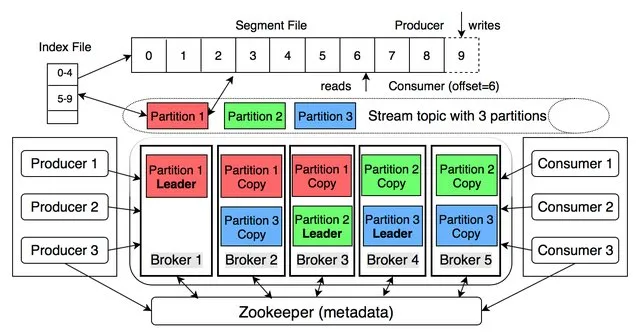 Segment File
Producer
writes
Index File
0 1 2 3 4 5 6 7 8 9
0-4
5-9
reads
Consumer (offset=6)
Partition 1
Partition 2
Partition 3
Stream topic with 3 partitions
Producer 1
Producer 2
Producer 3
Partition 1
Leader
Broker 1
Partition 1
Copy
Partition 3
Copy
Broker 2
Partition 1
Copy
Partition 2
Leader
Broker 3
Partition 2
Copy
Partition 3
Leader
Broker 4
Partition 2
Copy
Partition 3
Copy
Broker 5
Consumer 1
Consumer 2
Consumer 3
Zookeeper (metadata)